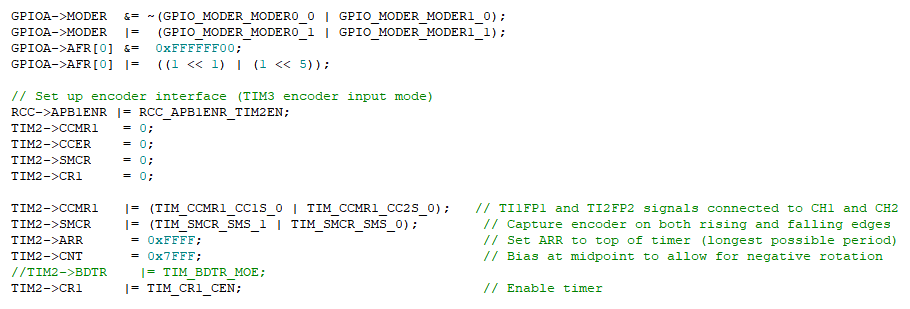 GPIOA->MODER  &= ~(GPIO_MODER_MODER0_0 | GPIO_MODER_MODER1_0);
GPIOA->MODER  |=  (GPIO_MODER_MODER0_1 | GPIO_MODER_MODER1_1);
GPIOA->AFR[0] &=  0xFFFFFF00;
GPIOA->AFR[0] |=  ((1 << 1) | (1 << 5));

// Set up encoder interface (TIM3 encoder input mode)
RCC->APB1ENR |= RCC_APB1ENR_TIM2EN;
TIM2->CCMR1   = 0;
TIM2->CCER    = 0;
TIM2->SMCR    = 0;
TIM2->CR1     = 0;

TIM2->CCMR1   |= (TIM_CCMR1_CC1S_0 | TIM_CCMR1_CC2S_0);   // TI1FP1 and TI2FP2 signals connected to CH1 and CH2
TIM2->SMCR    |= (TIM_SMCR_SMS_1 | TIM_SMCR_SMS_0);        // Capture encoder on both rising and falling edges
TIM2->ARR      = 0xFFFF;                                   // Set ARR to top of timer (longest possible period)
TIM2->CNT      = 0x7FFF;                                   // Bias at midpoint to allow for negative rotation
//TIM2->BDTR    |= TIM_BDTR_MOE;
TIM2->CR1     |= TIM_CR1_CEN;                              // Enable timer